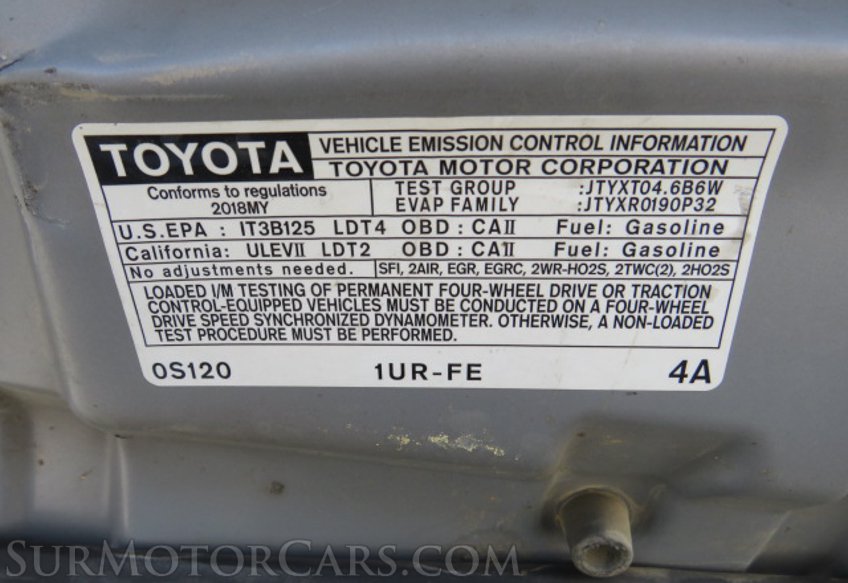 TOYOTA VEHICLE EMISSION CONTROL INFORMATION
TOYOTA MOTOR CORPORATION
Conforms to regulations
2018MY
TEST GROUP :JTYXT04.6B6W
EVAP FAMILY :JTYXR0190P32
U.S.EPA : IT3B125 LDT4 OBD : CAII Fuel: Gasoline
California: ULEVII LDT2 OBD : CAII Fuel: Gasoline
No adjustments needed. SFI, 2AIR, EGR, EGRC, 2WR-HO2S, 2TWC(2), 2HO2S
LOADED I/M TESTING OF PERMANENT FOUR-WHEEL DRIVE OR TRACTION
CONTROL-EQUIPPED VEHICLES MUST BE CONDUCTED ON A FOUR-WHEEL
DRIVE SPEED SYNCHRONIZED DYNAMOMETER. OTHERWISE, A NON-LOADED
TEST PROCEDURE MUST BE PERFORMED.
0S120 1UR-FE 4A
SurMotorCars.com